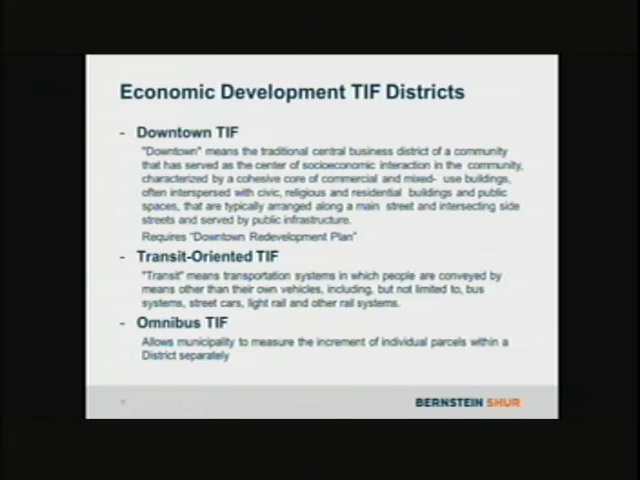 Economic Development TIF Districts
- Downtown TIF
"Downtown" means the traditional central business district of a community
that has served as the center of socioeconomic interaction in the community,
characterized by a cohesive core of commercial and mixed- use buildings,
often interspersed with civic, religious and residential buildings and public
spaces, that are typically arranged along a main street and intersecting side
streets and served by public infrastructure.
Requires "Downtown Redevelopment Plan"
- Transit-Oriented TIF
"Transit" means transportation systems in which people are conveyed by
means other than their own vehicles, including, but not limited to, bus
systems, street cars, light rail and other rail systems.
- Omnibus TIF
Allows municipality to measure the increment of individual parcels within a
District separately
BERNSTEIN SHUR